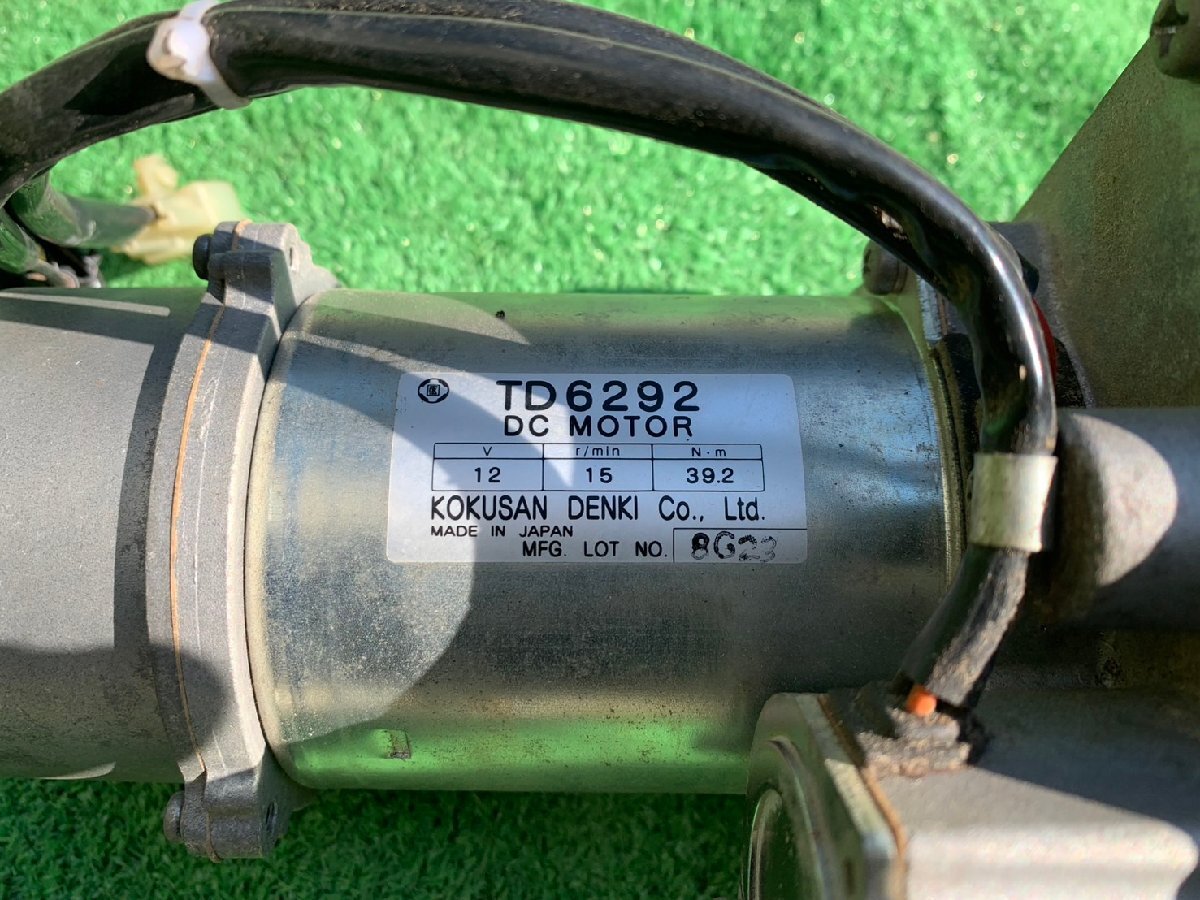 TD6292
DC MOTOR
V r/min N·m
12 15 39.2
KOKUSAN DENKI Co., Ltd.
MADE IN JAPAN
MFG. LOT NO. 8G23